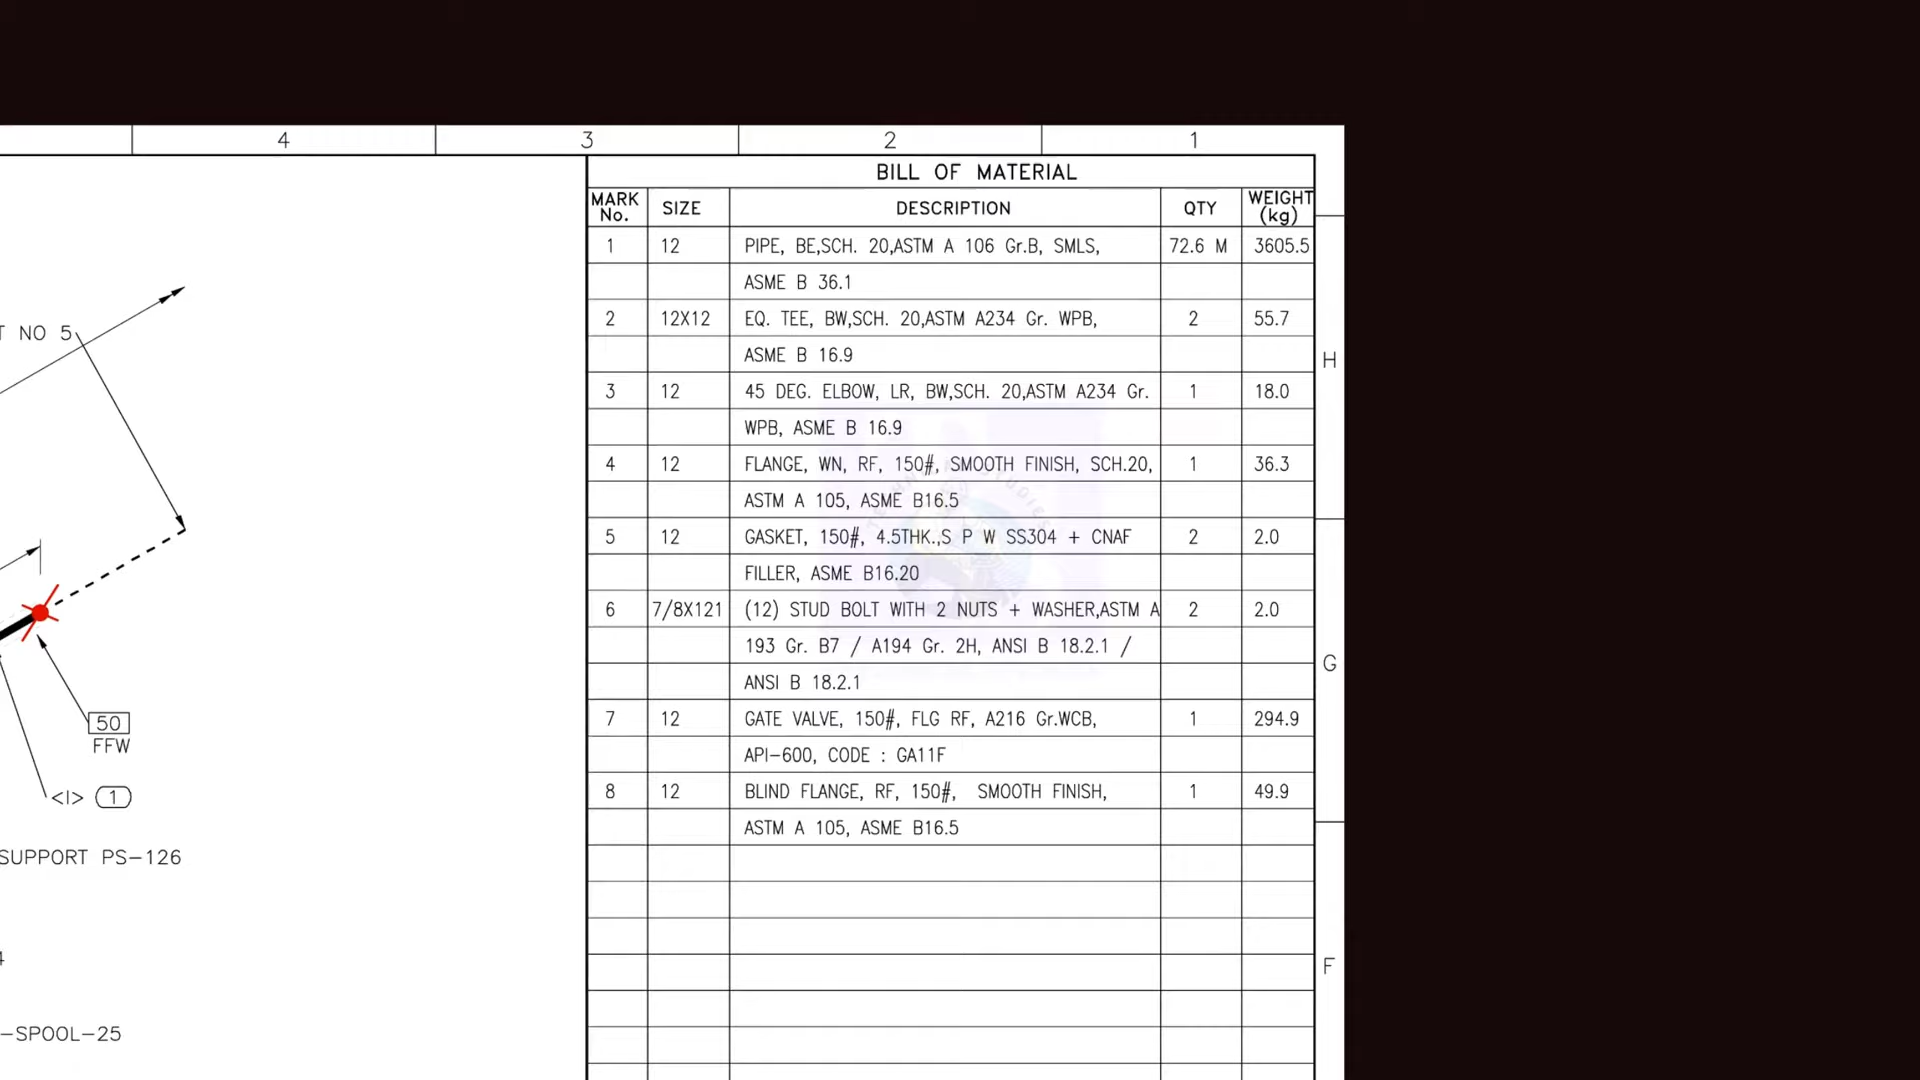 4 3 2 1
BILL OF MATERIAL
MARK No. SIZE DESCRIPTION QTY WEIGHT (kg)
1 12 PIPE, BE,SCH. 20,ASTM A 106 Gr.B, SMLS, 72.6 M 3605.5
ASME B 36.1
2 12X12 EQ. TEE, BW,SCH. 20,ASTM A234 Gr. WPB, 2 55.7
ASME B 16.9
3 12 45 DEG. ELBOW, LR, BW,SCH. 20,ASTM A234 Gr. 1 18.0
WPB, ASME B 16.9
4 12 FLANGE, WN, RF, 150#, SMOOTH FINISH, SCH.20, 1 36.3
ASTM A 105, ASME B16.5
5 12 GASKET, 150#, 4.5THK.,S P W SS304 + CNAF 2 2.0
FILLER, ASME B16.20
6 7/8X121 (12) STUD BOLT WITH 2 NUTS + WASHER,ASTM A 2 2.0
193 Gr. B7 / A194 Gr. 2H, ANSI B 18.2.1 /
ANSI B 18.2.1
7 12 GATE VALVE, 150#, FLG RF, A216 Gr.WCB, 1 294.9
API-600, CODE : GA11F
8 12 BLIND FLANGE, RF, 150#, SMOOTH FINISH, 1 49.9
ASTM A 105, ASME B16.5
H
G
F
T NO 5
50
FFW
<I> 1
SUPPORT PS-126
4
-SPOOL-25